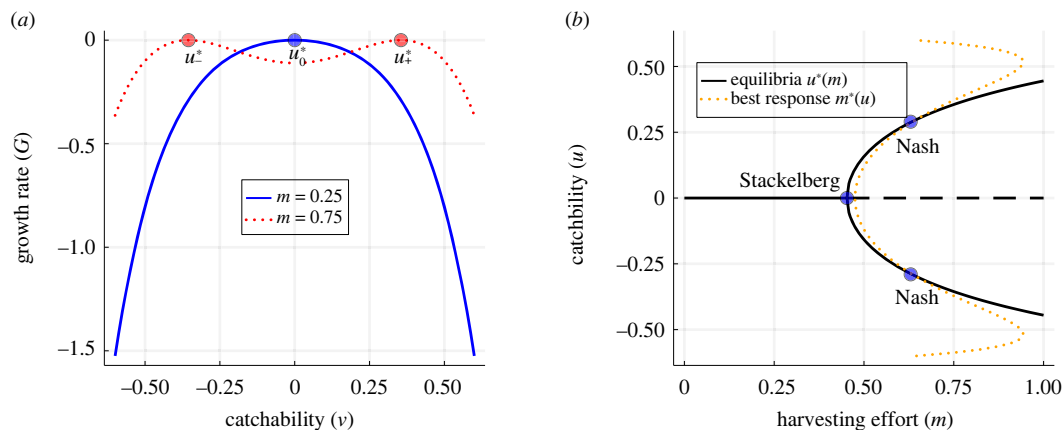 (a)
0
−0.5
−1.0
−1.5
growth rate (G)
u*−
u*0
u*+
m = 0.25
m = 0.75
−0.50
−0.25
0
0.25
0.50
catchability (v)
(b)
0.50
0.25
0
−0.25
−0.50
catchbility (u)
equilibria u*(m)
best response m*(u)
Nash
Stackelberg
Nash
0
0.25
0.50
0.75
1.00
harvesting effort (m)